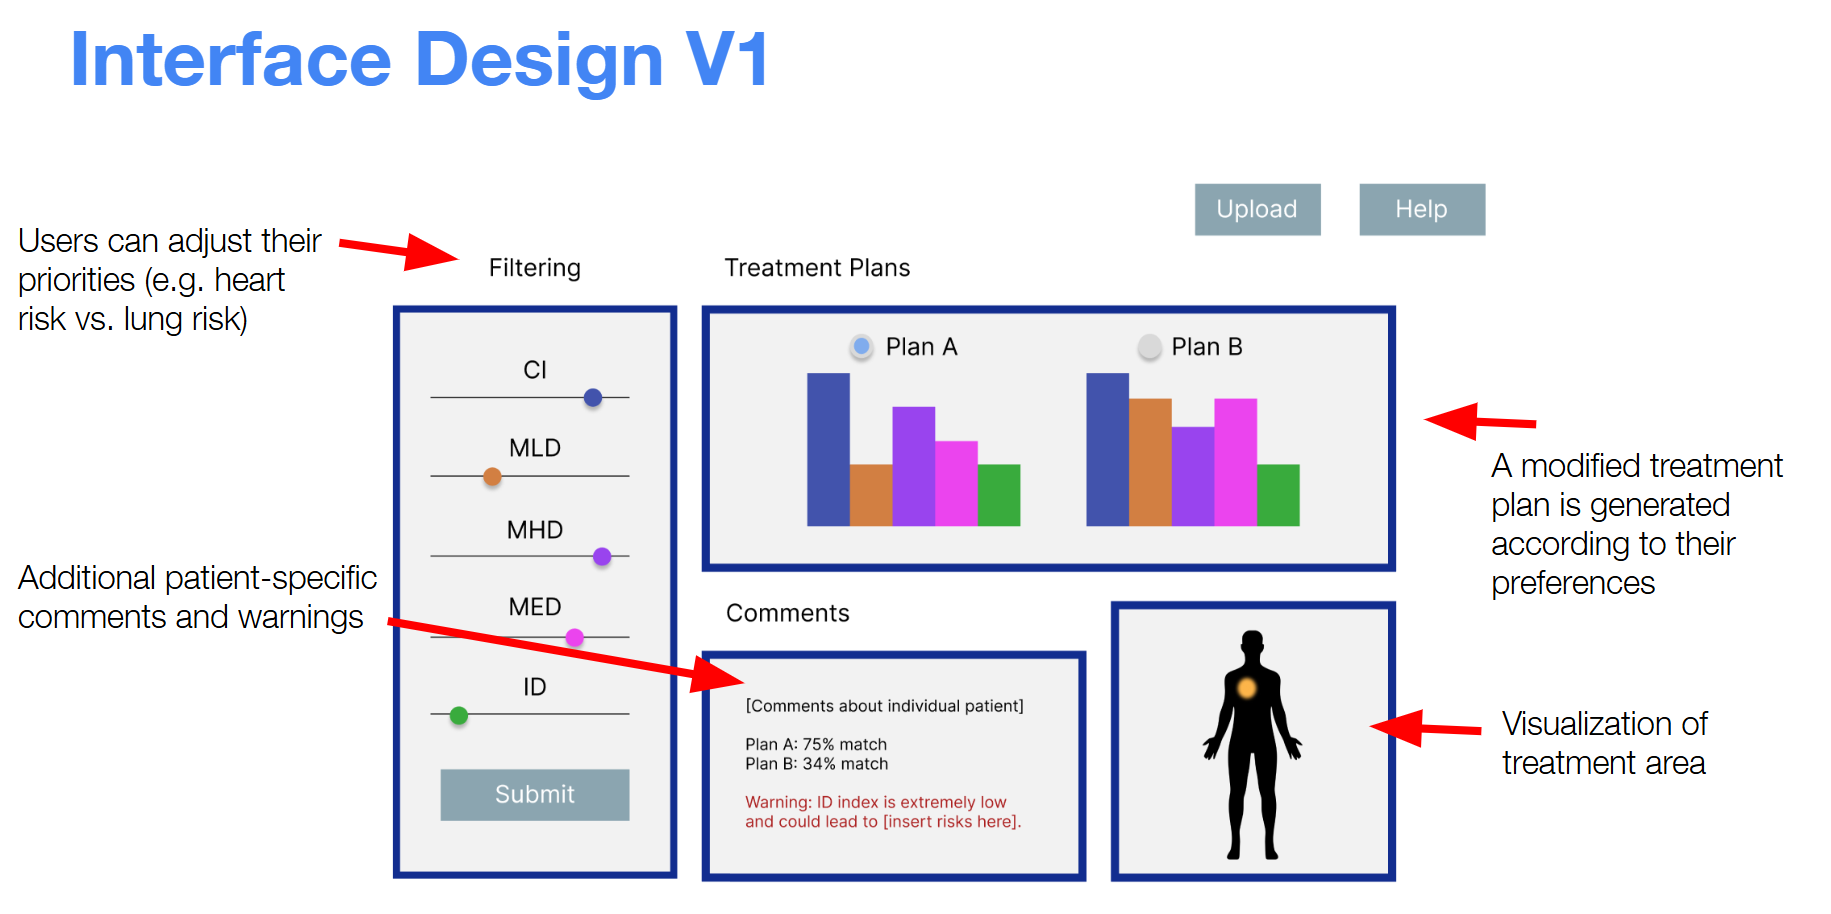 Interface Design V1
Upload
Help
Users can adjust their
priorities (e.g. heart
risk vs. lung risk)
Filtering
Treatment Plans
CI
MLD
MHD
MED
ID
Submit
Plan A
Plan B
A modified treatment
plan is generated
according to their
preferences
Additional patient-specific
comments and warnings
Comments
[Comments about individual patient]
Plan A: 75% match
Plan B: 34% match
Warning: ID index is extremely low
and could lead to [insert risks here].
Visualization of
treatment area